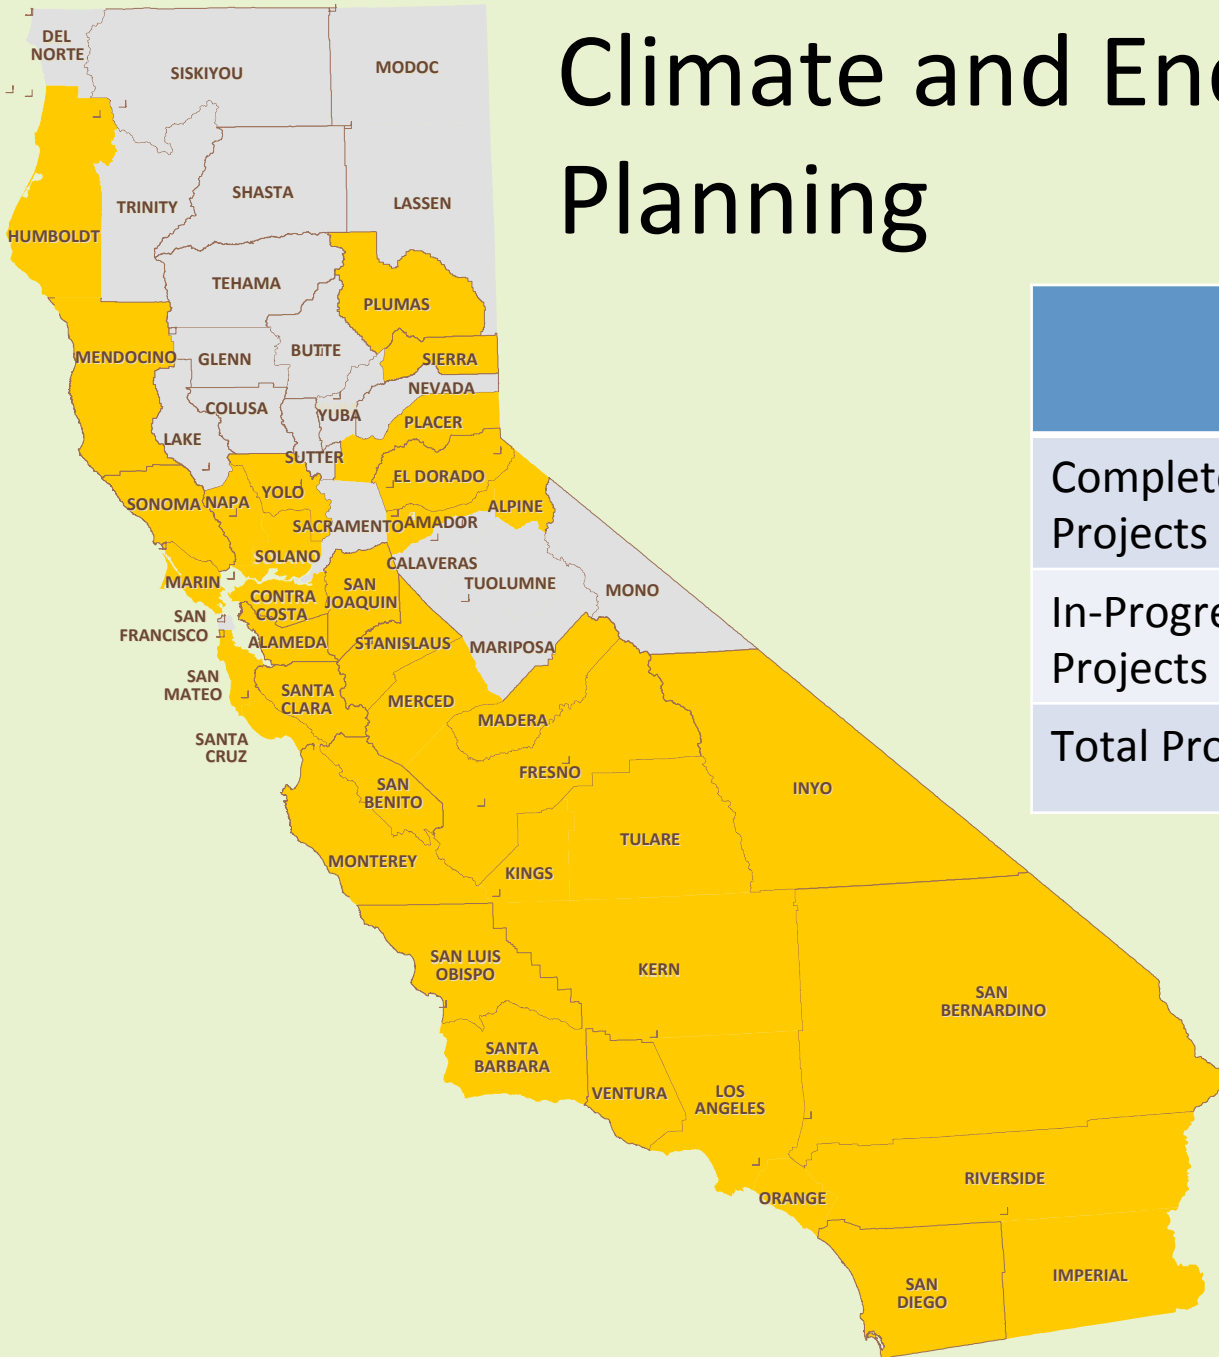 Climate and Ene
Planning
Complete
Projects
In-Progre
Projects
Total Pro
DEL
NORTE
SISKIYOU
MODOC
TRINITY
SHASTA
LASSEN
HUMBOLDT
TEHAMA
PLUMAS
MENDOCINO
GLENN
BUTTE
SIERRA
NEVADA
COLUSA
YUBA
PLACER
LAKE
SUTTER
EL DORADO
SONOMA
NAPA
YOLO
ALPINE
SACRAMENTO
AMADOR
SOLANO
CALAVERAS
TUOLUMNE
MONO
MARIN
CONTRA
COSTA
SAN
JOAQUIN
SAN
FRANCISCO
ALAMEDA
STANISLAUS
MARIPOSA
SAN
MATEO
SANTA
CLARA
MERCED
MADERA
SANTA
CRUZ
FRESNO
SAN
BENITO
INYO
TULARE
MONTEREY
KINGS
SAN LUIS
OBISPO
KERN
SAN
BERNARDINO
SANTA
BARBARA
VENTURA
LOS
ANGELES
RIVERSIDE
ORANGE
SAN
DIEGO
IMPERIAL